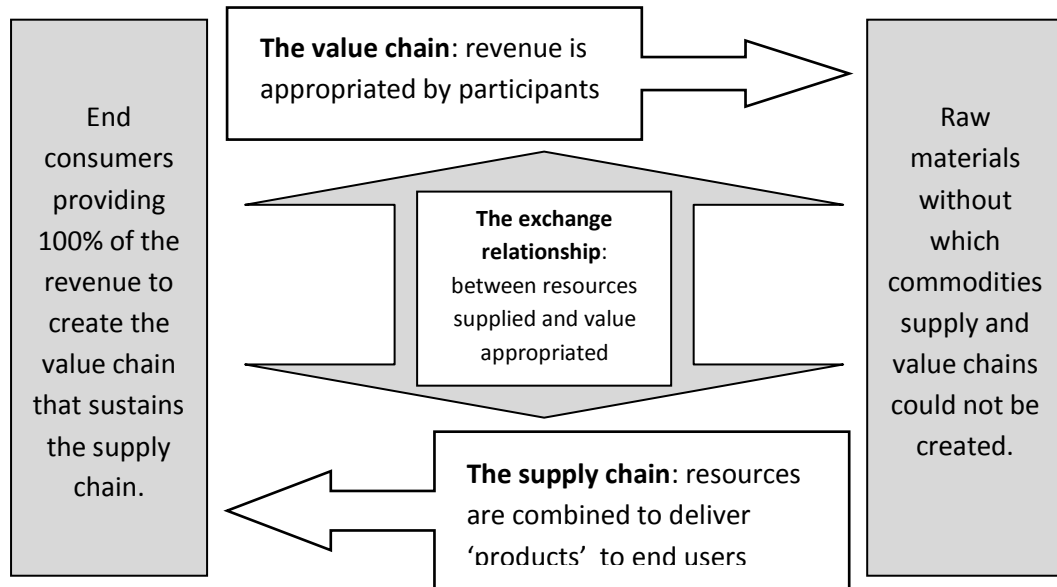 End
consumers
providing
100% of the
revenue to
create the
value chain
that sustains
the supply
chain.
The value chain: revenue is
appropriated by participants
The exchange
relationship:
between resources
supplied and value
appropriated
The supply chain: resources
are combined to deliver
‘products’ to end users
Raw
materials
without
which
commodities
supply and
value chains
could not be
created.